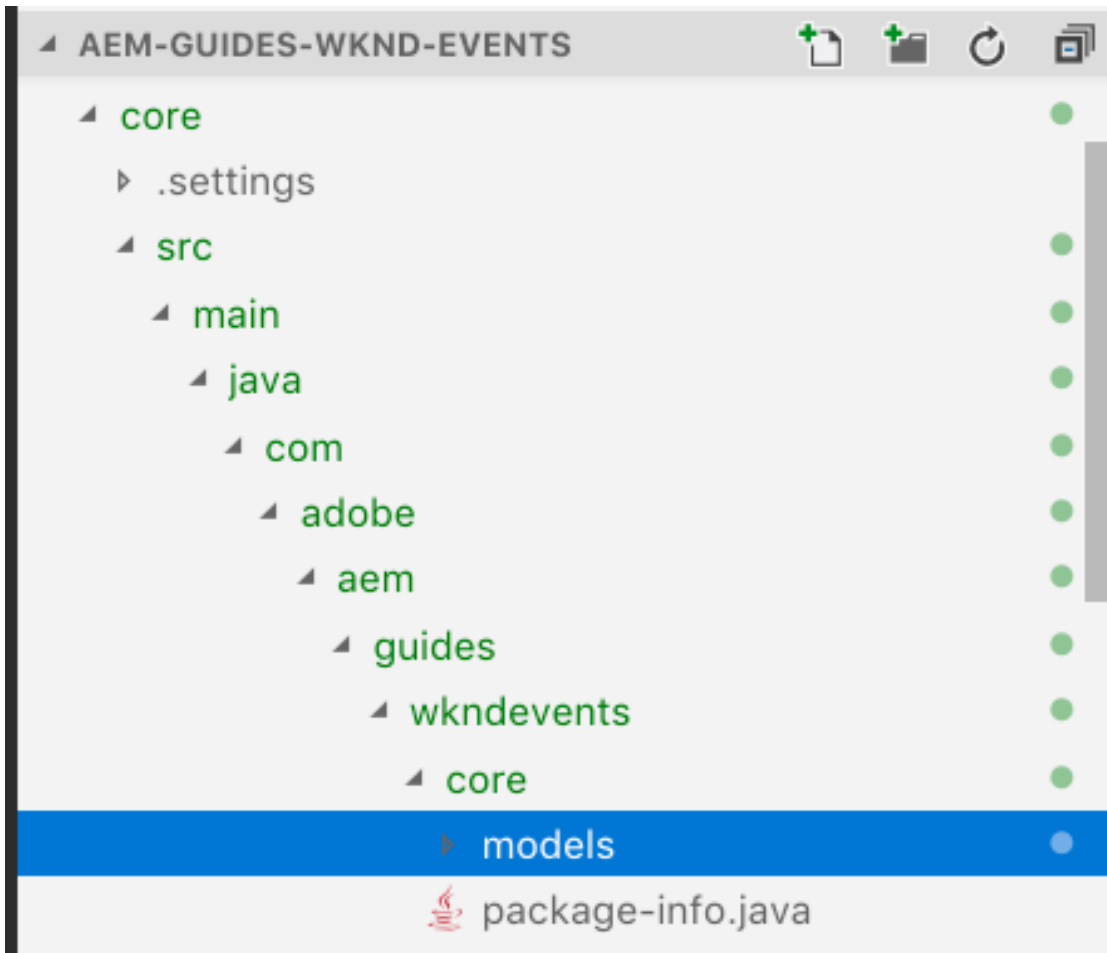 AEM-GUIDES-WKND-EVENTS
core
.settings
src
main
java
com
adobe
aem
guides
wkndevents
core
models
package-info.java